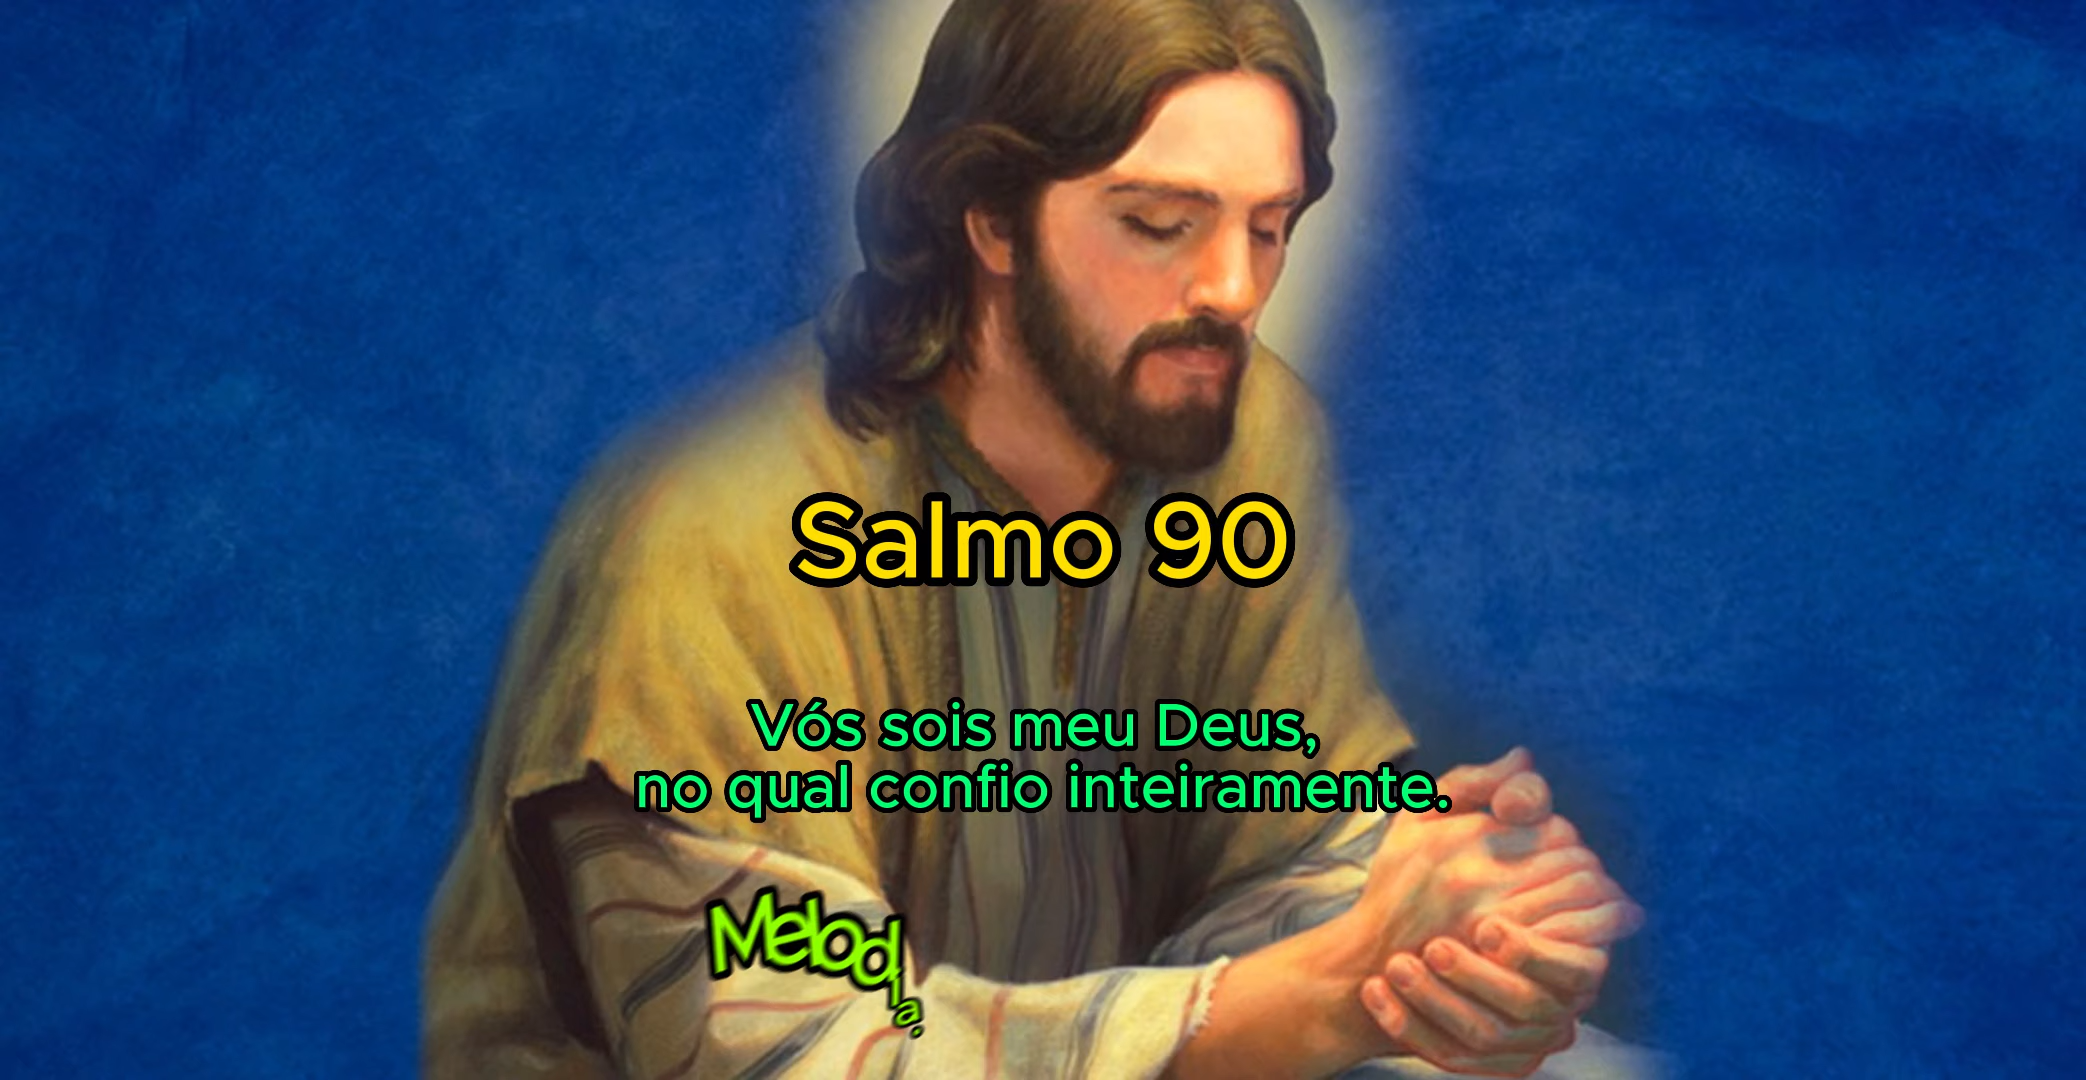 Salmo 90
Vós sois meu Deus,
no qual confio inteiramente.
Melodia.